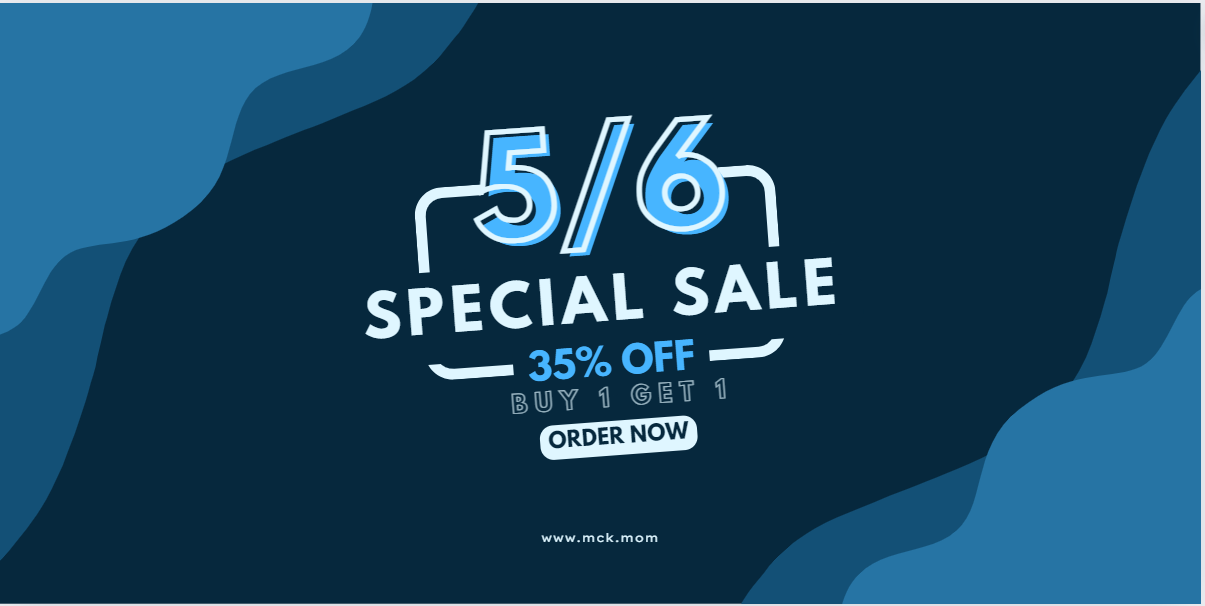 5/6
SPECIAL SALE
35% OFF
BUY 1 GET 1
ORDER NOW
www.mck.mom